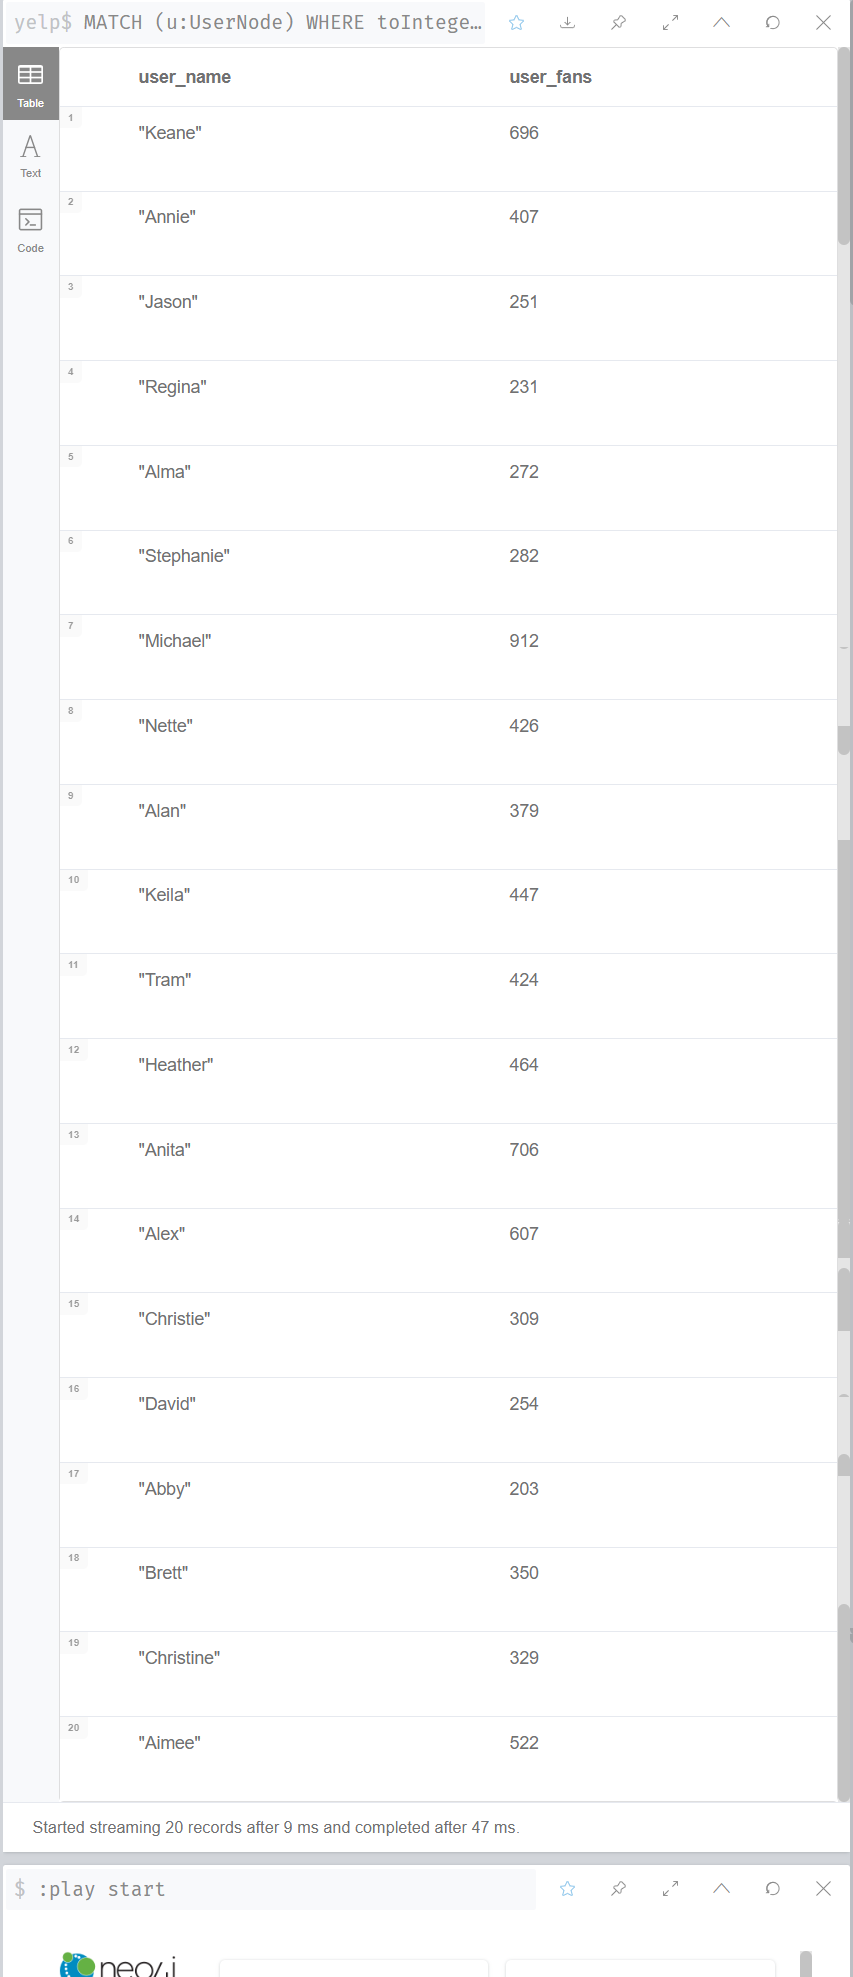 yelp$ MATCH (u:UserNode) WHERE toIntege…
Table
Text
Code
user_name user_fans
1 "Keane" 696
2 "Annie" 407
3 "Jason" 251
4 "Regina" 231
5 "Alma" 272
6 "Stephanie" 282
7 "Michael" 912
8 "Nette" 426
9 "Alan" 379
10 "Keila" 447
11 "Tram" 424
12 "Heather" 464
13 "Anita" 706
14 "Alex" 607
15 "Christie" 309
16 "David" 254
17 "Abby" 203
18 "Brett" 350
19 "Christine" 329
20 "Aimee" 522
Started streaming 20 records after 9 ms and completed after 47 ms.
$ :play start
neo4j